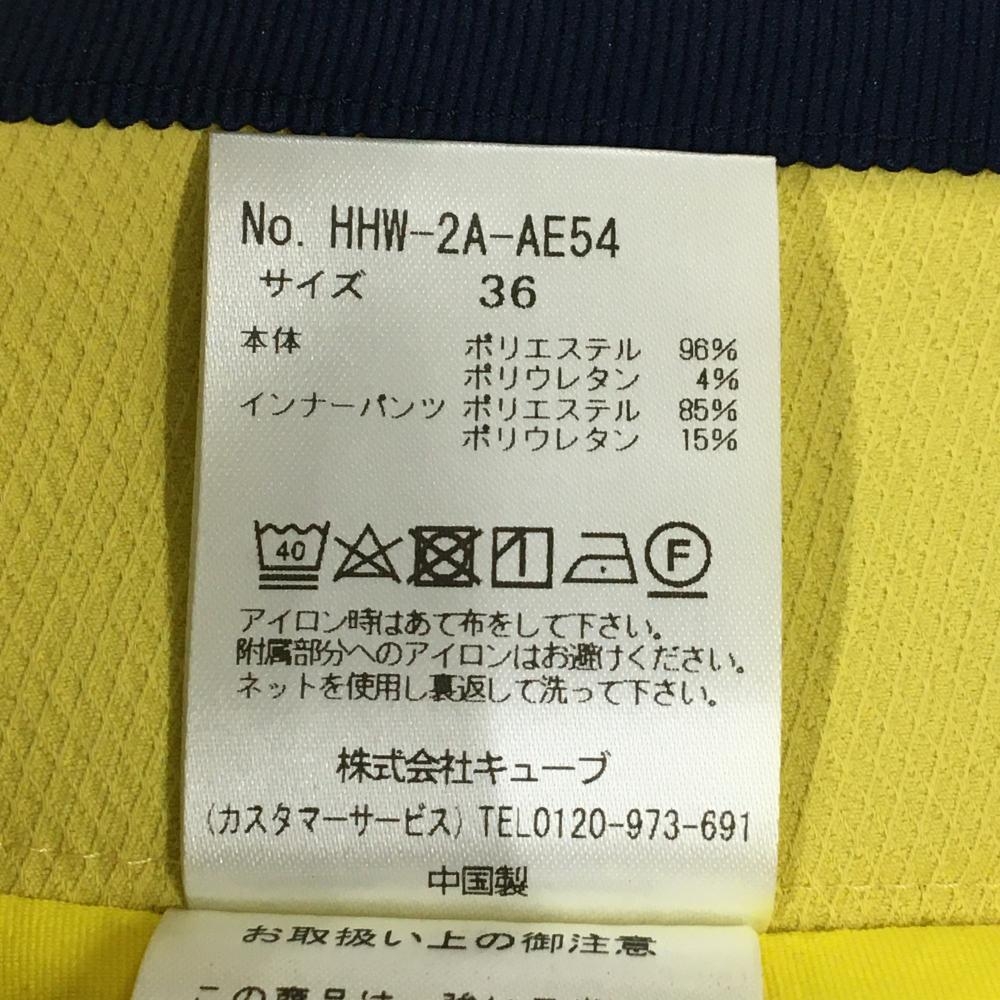 No. HHW-2A-AE54
サイズ 36
本体 ポリエステル 96%
ポリウレタン 4%
インナーパンツ ポリエステル 85%
ポリウレタン 15%
40 F
アイロン時はあて布をして下さい。
附属部分へのアイロンはお避けください。
ネットを使用し裏返して洗って下さい。
株式会社キューブ
(カスタマーサービス) TEL0120-973-691
中国製
お取扱い上の御注意
この商品は